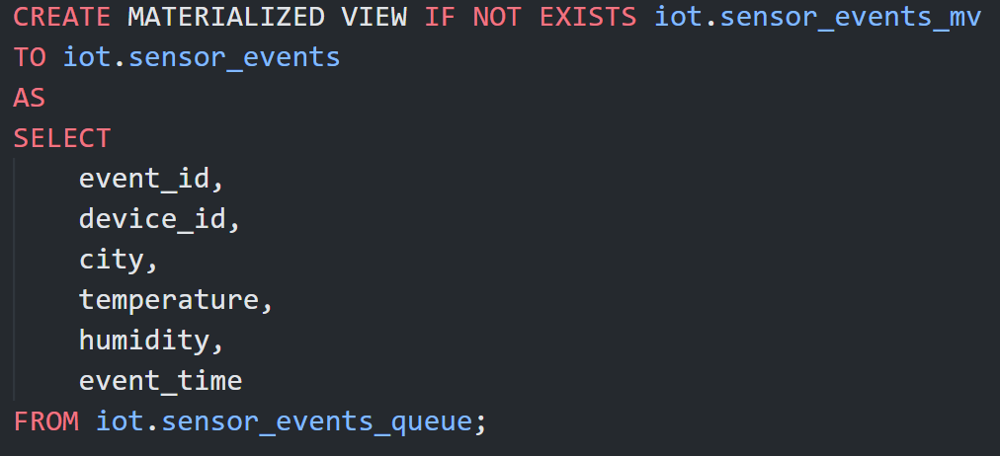 CREATE MATERIALIZED VIEW IF NOT EXISTS iot.sensor_events_mv
TO iot.sensor_events
AS
SELECT
    event_id,
    device_id,
    city,
    temperature,
    humidity,
    event_time
FROM iot.sensor_events_queue;